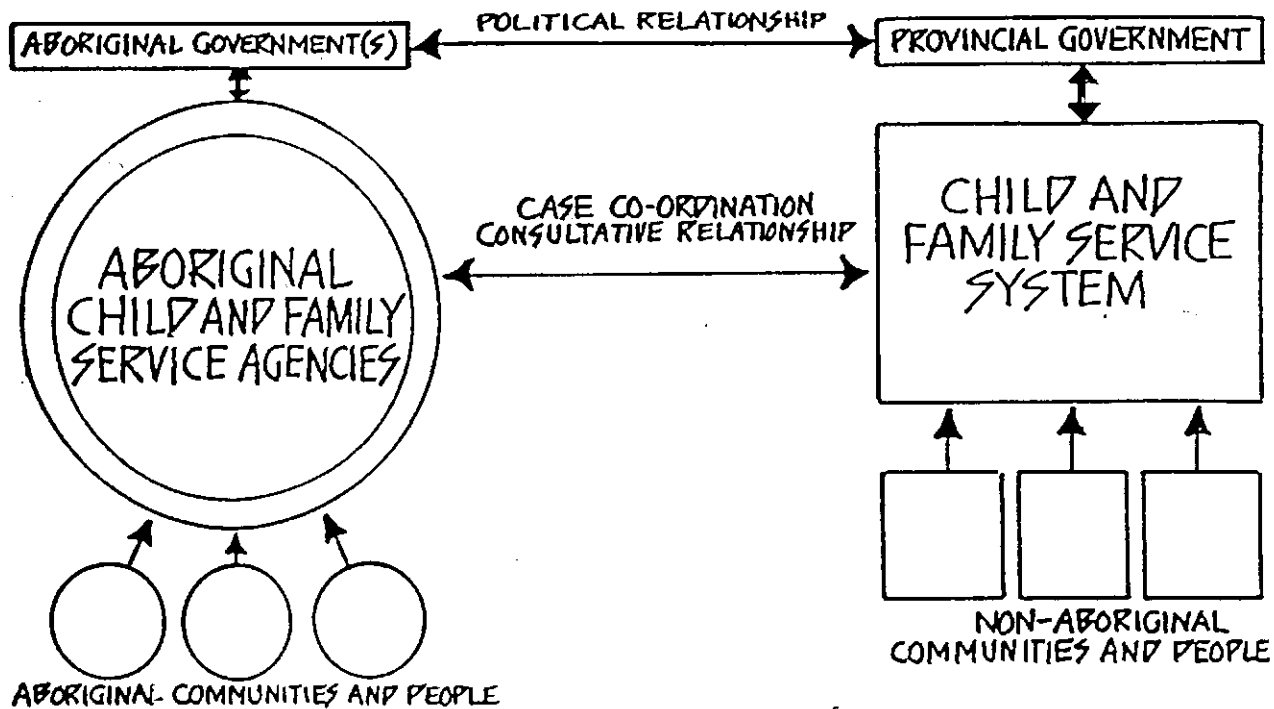 POLITICAL RELATIONSHIP
ABORIGINAL GOVERNMENT(S)
PROVINCIAL GOVERNMENT
CASE CO-ORDINATION
CONSULTATIVE RELATIONSHIP
ABORIGINAL
CHILD AND FAMILY
SERVICE AGENCIES
CHILD AND
FAMILY SERVICE
SYSTEM
ABORIGINAL COMMUNITIES AND PEOPLE
NON-ABORIGINAL
COMMUNITIES AND PEOPLE